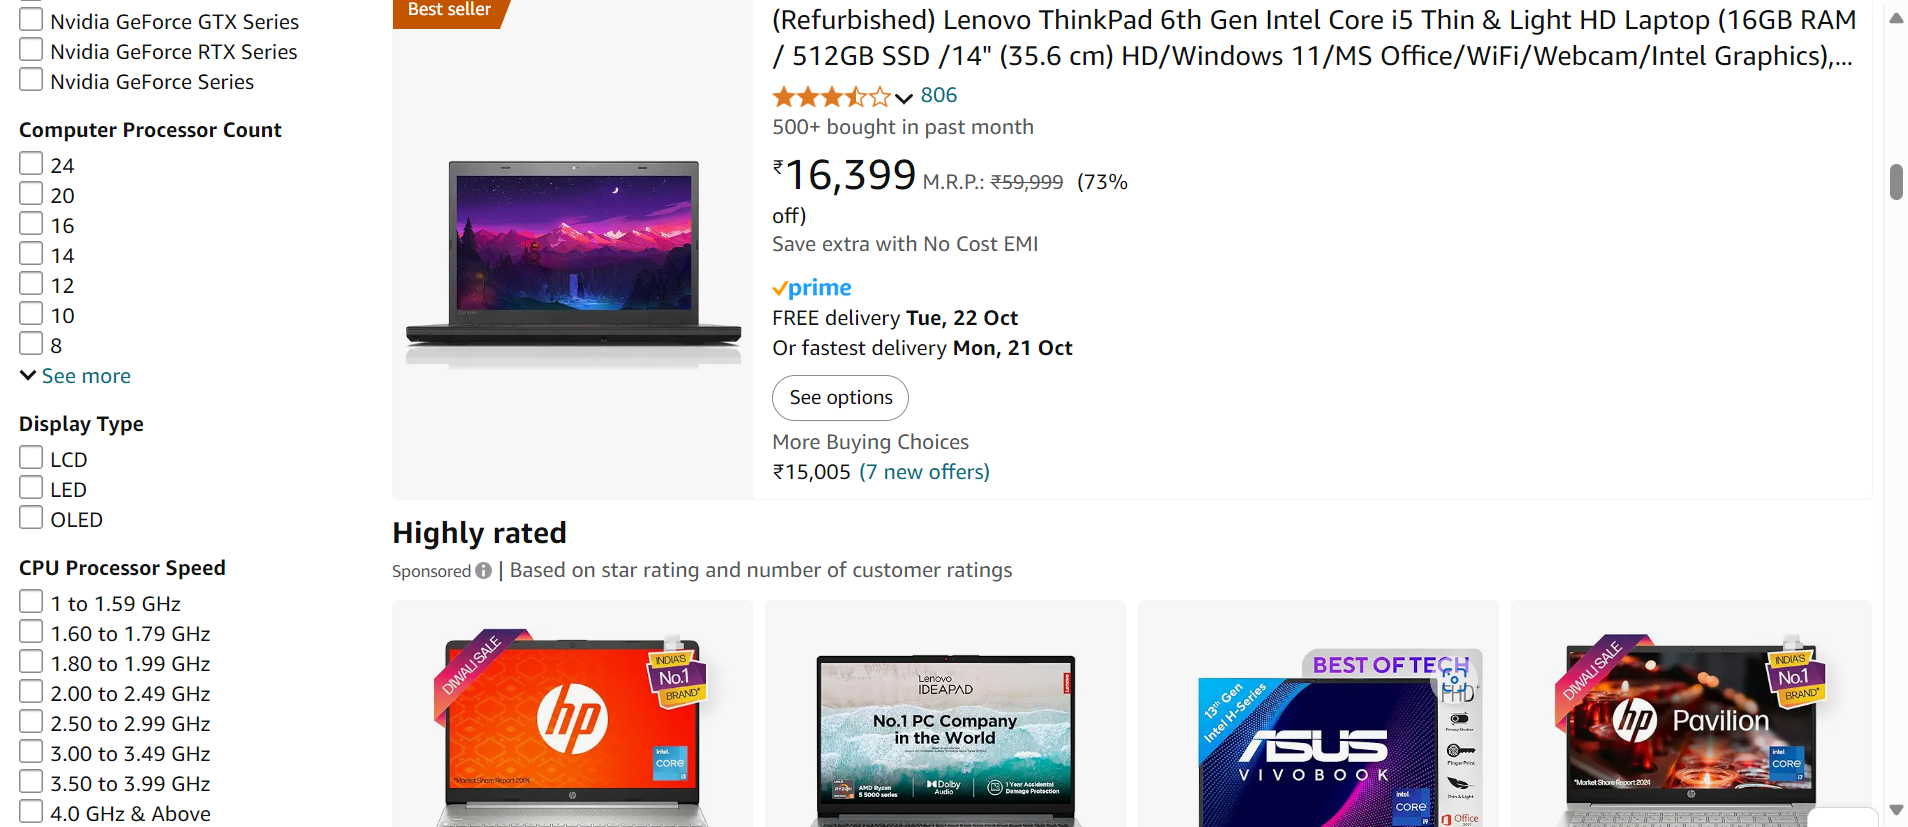 Nvidia GeForce GTX Series
Nvidia GeForce RTX Series
Nvidia GeForce Series
Computer Processor Count
24
20
16
14
12
10
8
See more
Display Type
LCD
LED
OLED
CPU Processor Speed
1 to 1.59 GHz
1.60 to 1.79 GHz
1.80 to 1.99 GHz
2.00 to 2.49 GHz
2.50 to 2.99 GHz
3.00 to 3.49 GHz
3.50 to 3.99 GHz
4.0 GHz & Above
Best seller
(Refurbished) Lenovo ThinkPad 6th Gen Intel Core i5 Thin & Light HD Laptop (16GB RAM
/ 512GB SSD /14" (35.6 cm) HD/Windows 11/MS Office/WiFi/Webcam/Intel Graphics),...
806
500+ bought in past month
₹16,399 M.R.P.: ₹59,999 (73%
off)
Save extra with No Cost EMI
prime
FREE delivery Tue, 22 Oct
Or fastest delivery Mon, 21 Oct
See options
More Buying Choices
₹15,005 (7 new offers)
Highly rated
Sponsored | Based on star rating and number of customer ratings
DIWALI SALE
INDIA'S
No.1
BRAND*
hp
intel
CORE
i3
*Market Share Report 2024
hp
Lenovo
IDEAPAD
Lenovo
No.1 PC Company
in the World
AMD RYZEN
5 5000 series
Dolby
Audio
1 Year Accidental
Damage Protection
BEST OF TECH
13th Gen
Intel H-Series
FHD
ASUS
VIVOBOOK
Privacy Shutter
FingerPrint
Thin & Light
intel
CORE
i9
Office
DIWALI SALE
INDIA'S
No.1
BRAND*
hp Pavilion
intel
CORE
i7
*Market Share Report 2024
hp